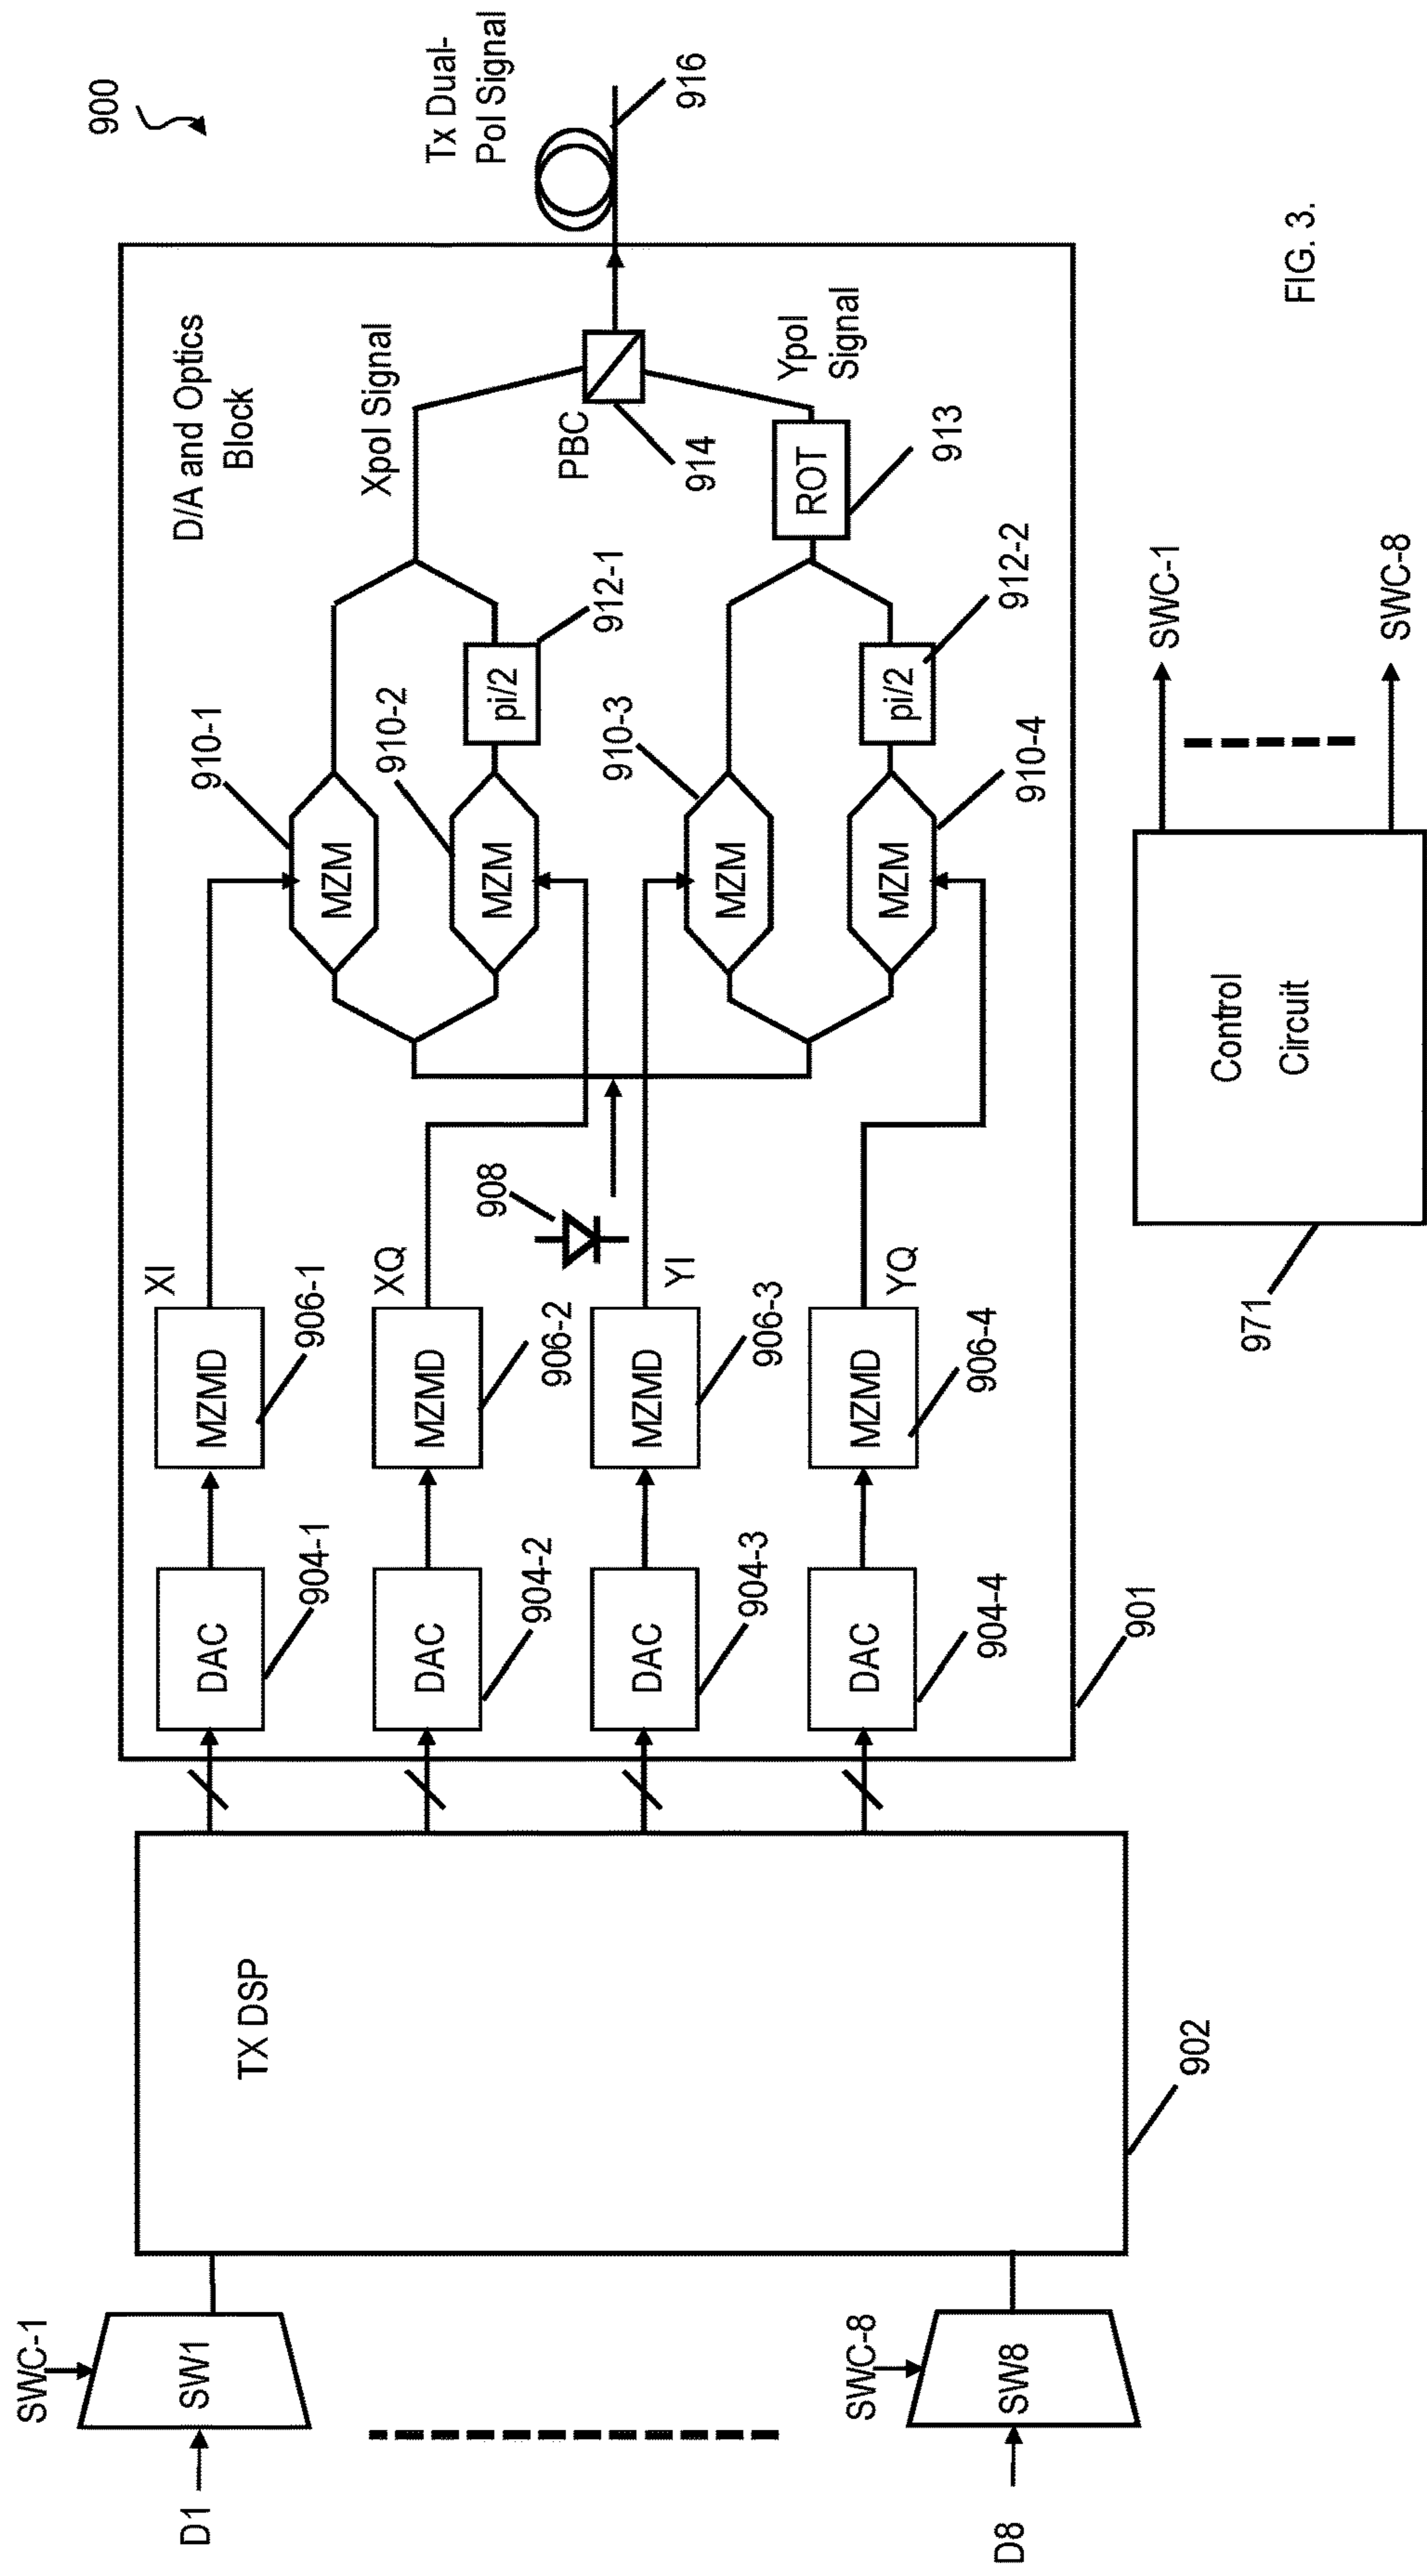 900
Tx Dual-
Pol Signal
916
D/A and Optics
Block
Xpol Signal
PBC
914
Ypol
Signal
ROT
913
912-1
pi/2
912-2
pi/2
910-1
MZM
910-2
MZM
910-3
MZM
910-4
MZM
908
XI
MZMD
906-1
XQ
MZMD
906-2
YI
MZMD
906-3
YQ
MZMD
906-4
DAC
904-1
DAC
904-2
DAC
904-3
DAC
904-4
901
TX DSP
902
SWC-1
SW1
D1
SWC-8
SW8
D8
Control
Circuit
971
SWC-1
SWC-8
FIG. 3.